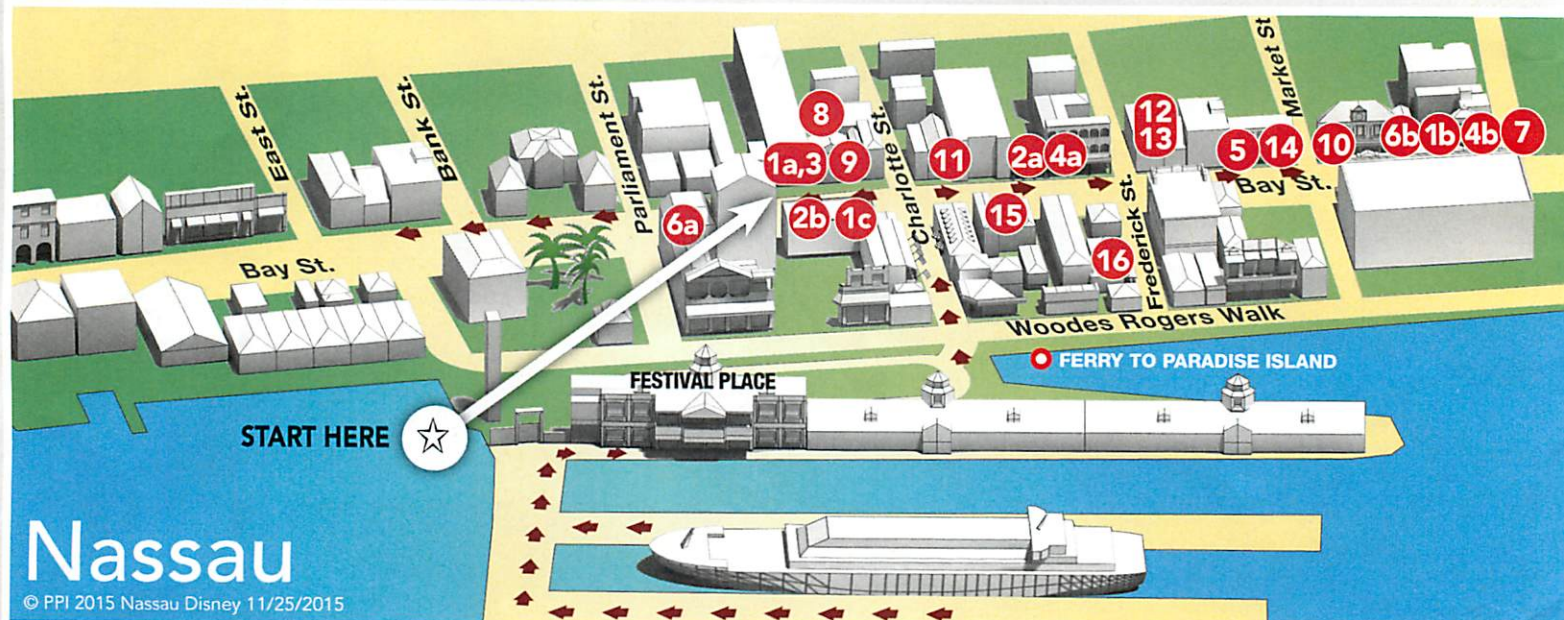 East St.
Bank St.
Parliament St.
Charlotte St.
Frederick St.
Market St
8
1a,3
9
11
2a
4a
12
13
5
14
10
6b
1b
4b
7
6a
2b
1c
15
16
Bay St.
Bay St.
Woodes Rogers Walk
FERRY TO PARADISE ISLAND
FESTIVAL PLACE
START HERE
Nassau
© PPI 2015 Nassau Disney 11/25/2015